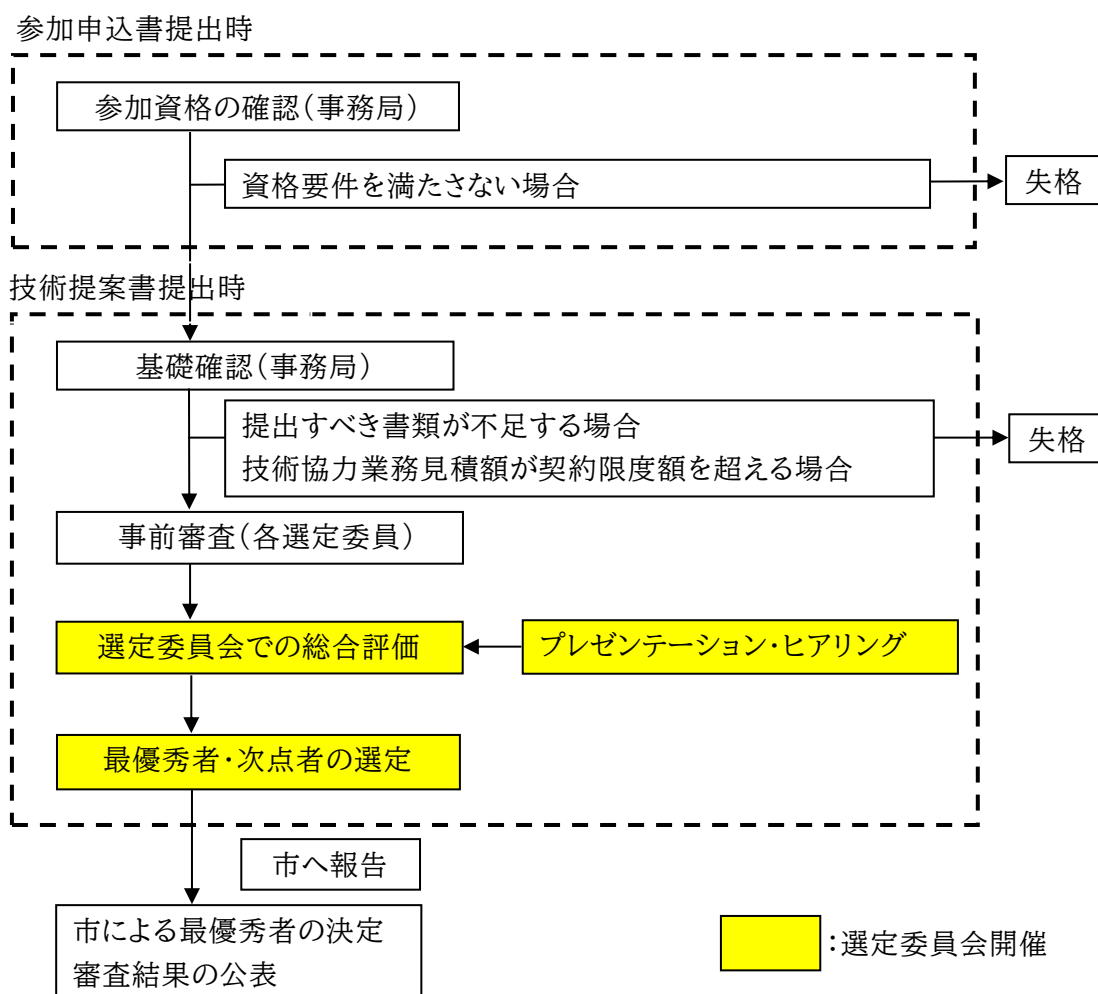 参加申込書提出時
参加資格の確認(事務局)
資格要件を満たさない場合
失格
技術提案書提出時
基礎確認(事務局)
提出すべき書類が不足する場合
技術協力業務見積額が契約限度額を超える場合
失格
事前審査(各選定委員)
選定委員会での総合評価
プレゼンテーション・ヒアリング
最優秀者・次点者の選定
市へ報告
市による最優秀者の決定
審査結果の公表
:選定委員会開催